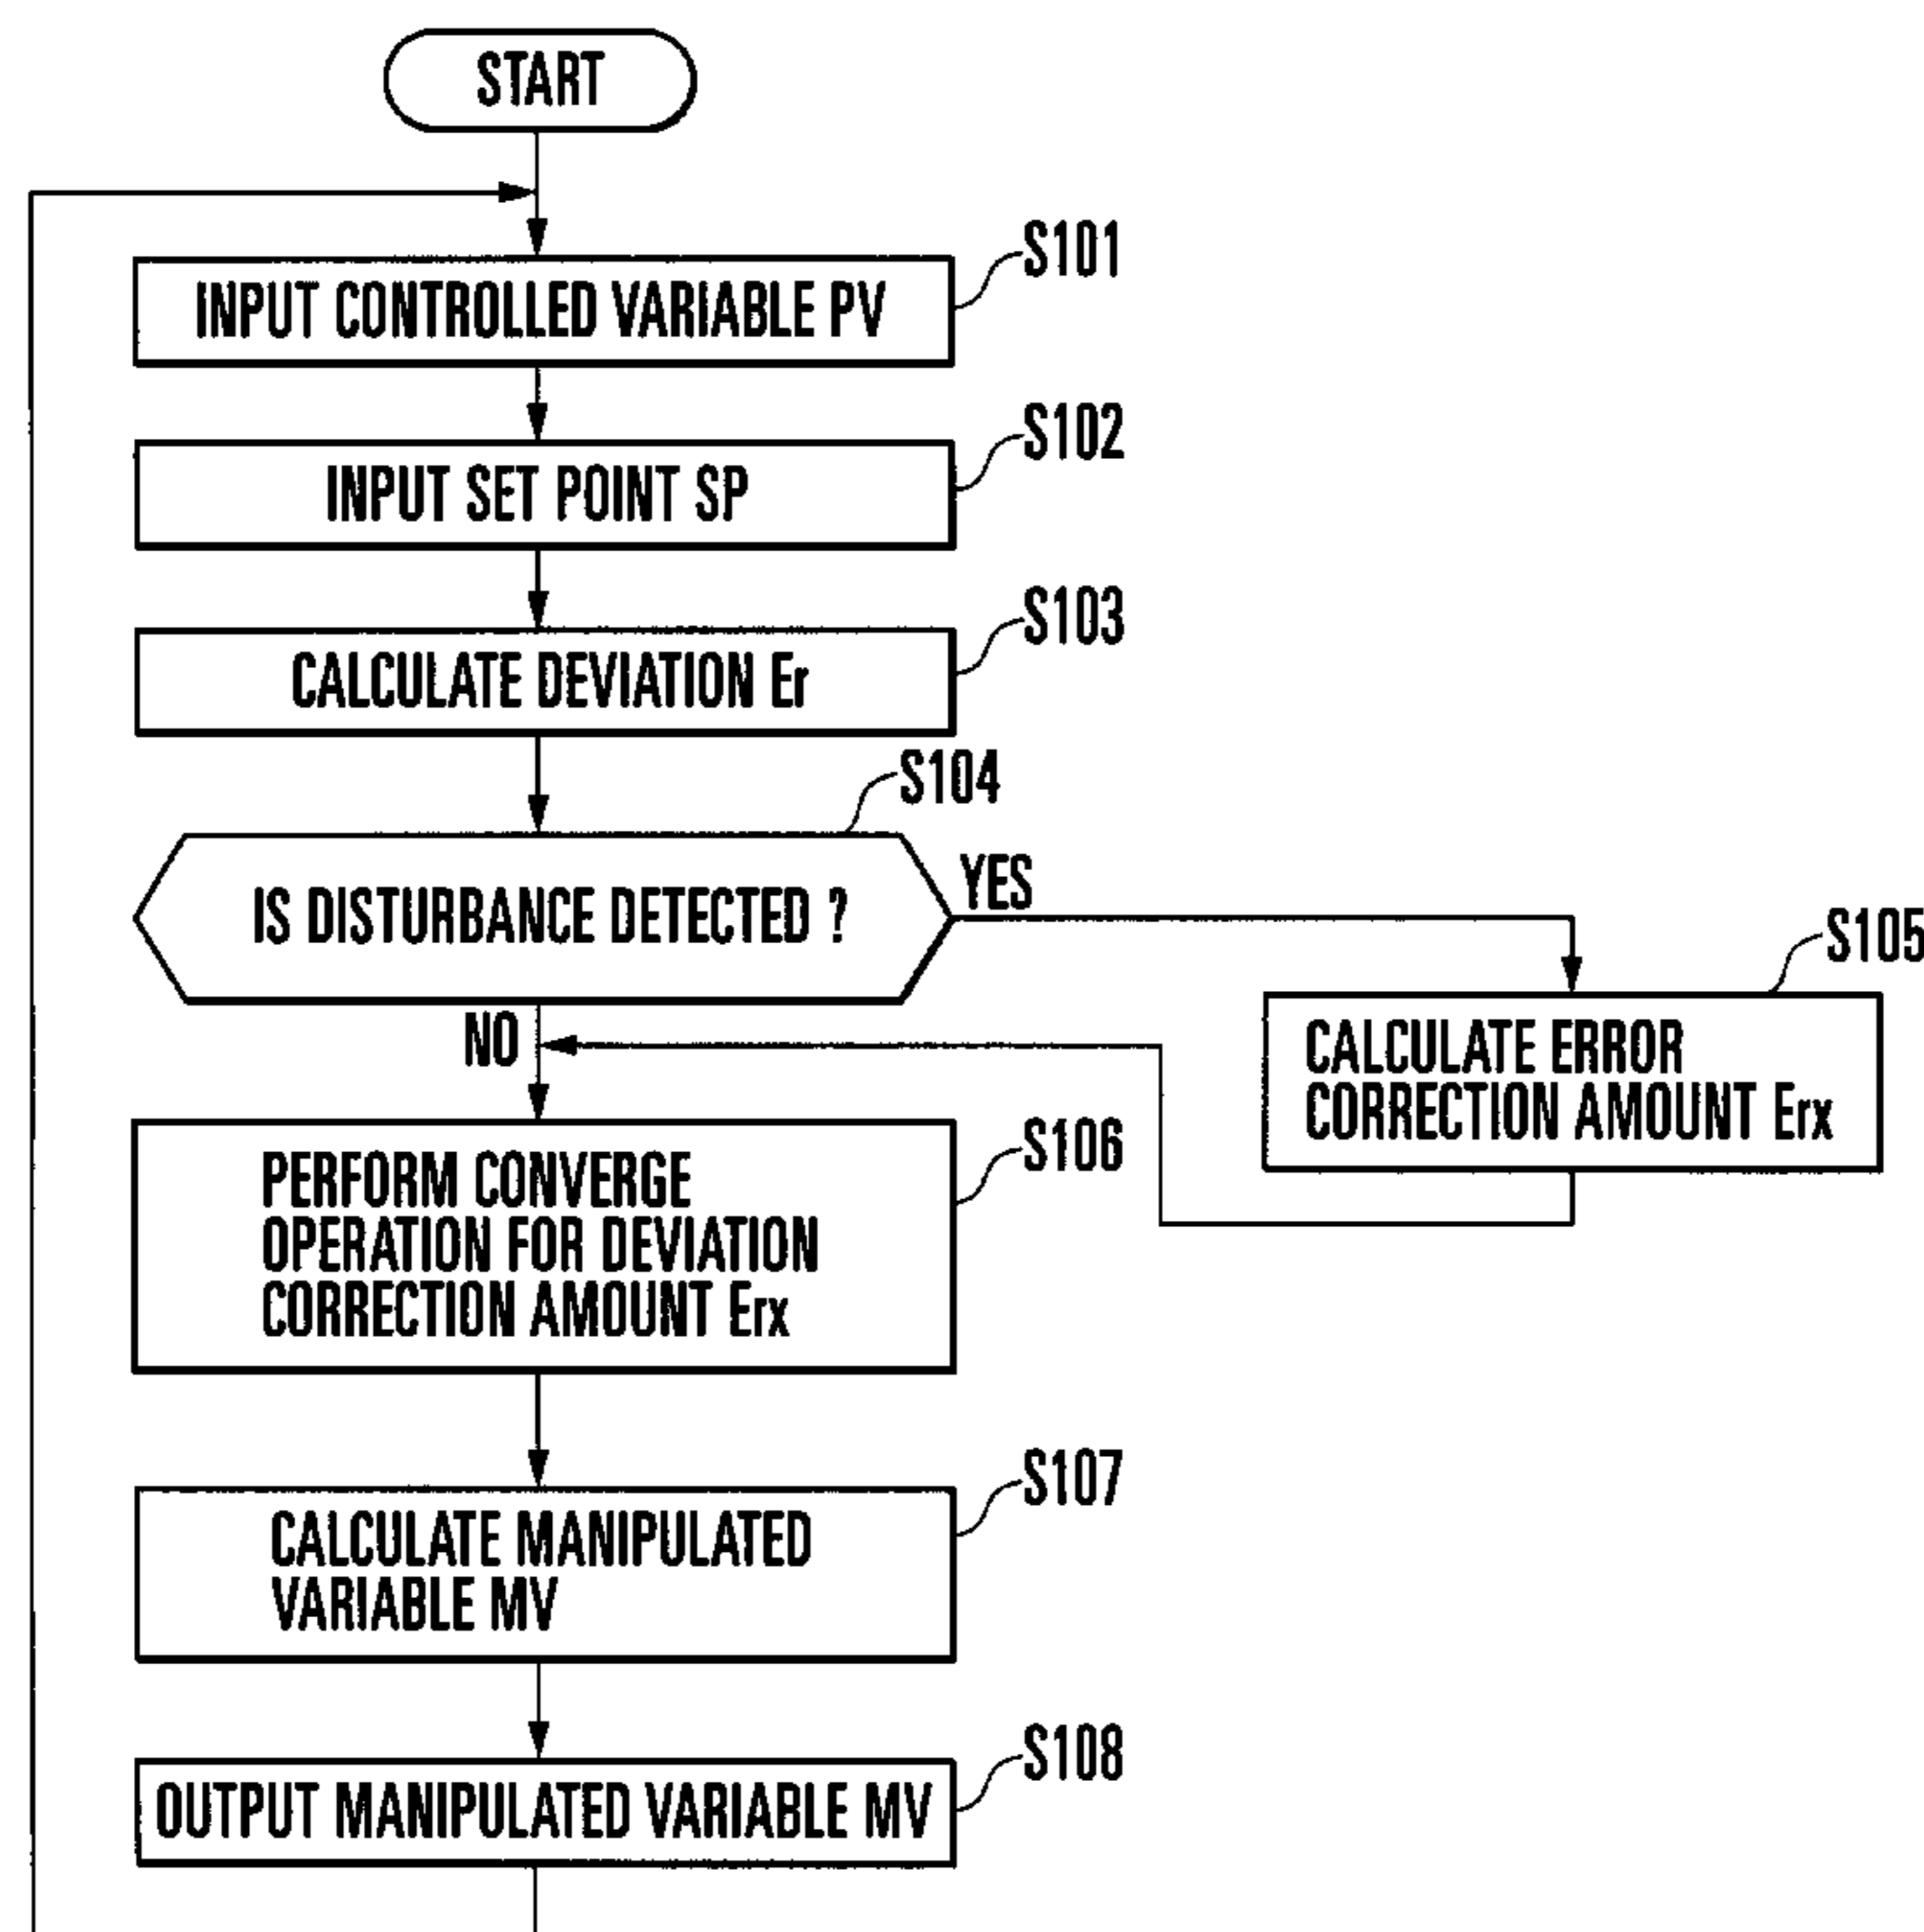 START
S101
INPUT CONTROLLED VARIABLE PV
S102
INPUT SET POINT SP
S103
CALCULATE DEVIATION Er
S104
IS DISTURBANCE DETECTED ?
YES
S105
NO
CALCULATE ERROR
CORRECTION AMOUNT Erx
S106
PERFORM CONVERGE
OPERATION FOR DEVIATION
CORRECTION AMOUNT Erx
S107
CALCULATE MANIPULATED
VARIABLE MV
S108
OUTPUT MANIPULATED VARIABLE MV